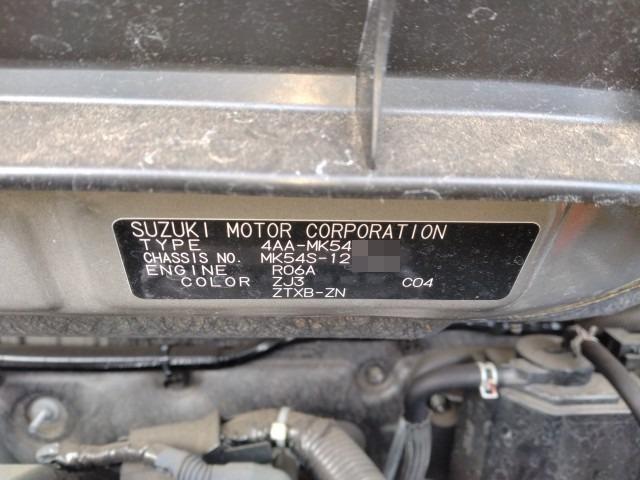 SUZUKI MOTOR CORPORATION
TYPE 4AA-MK54
CHASSIS NO. MK54S-12
ENGINE R06A
COLOR ZJ3 C04
ZTXB-ZN